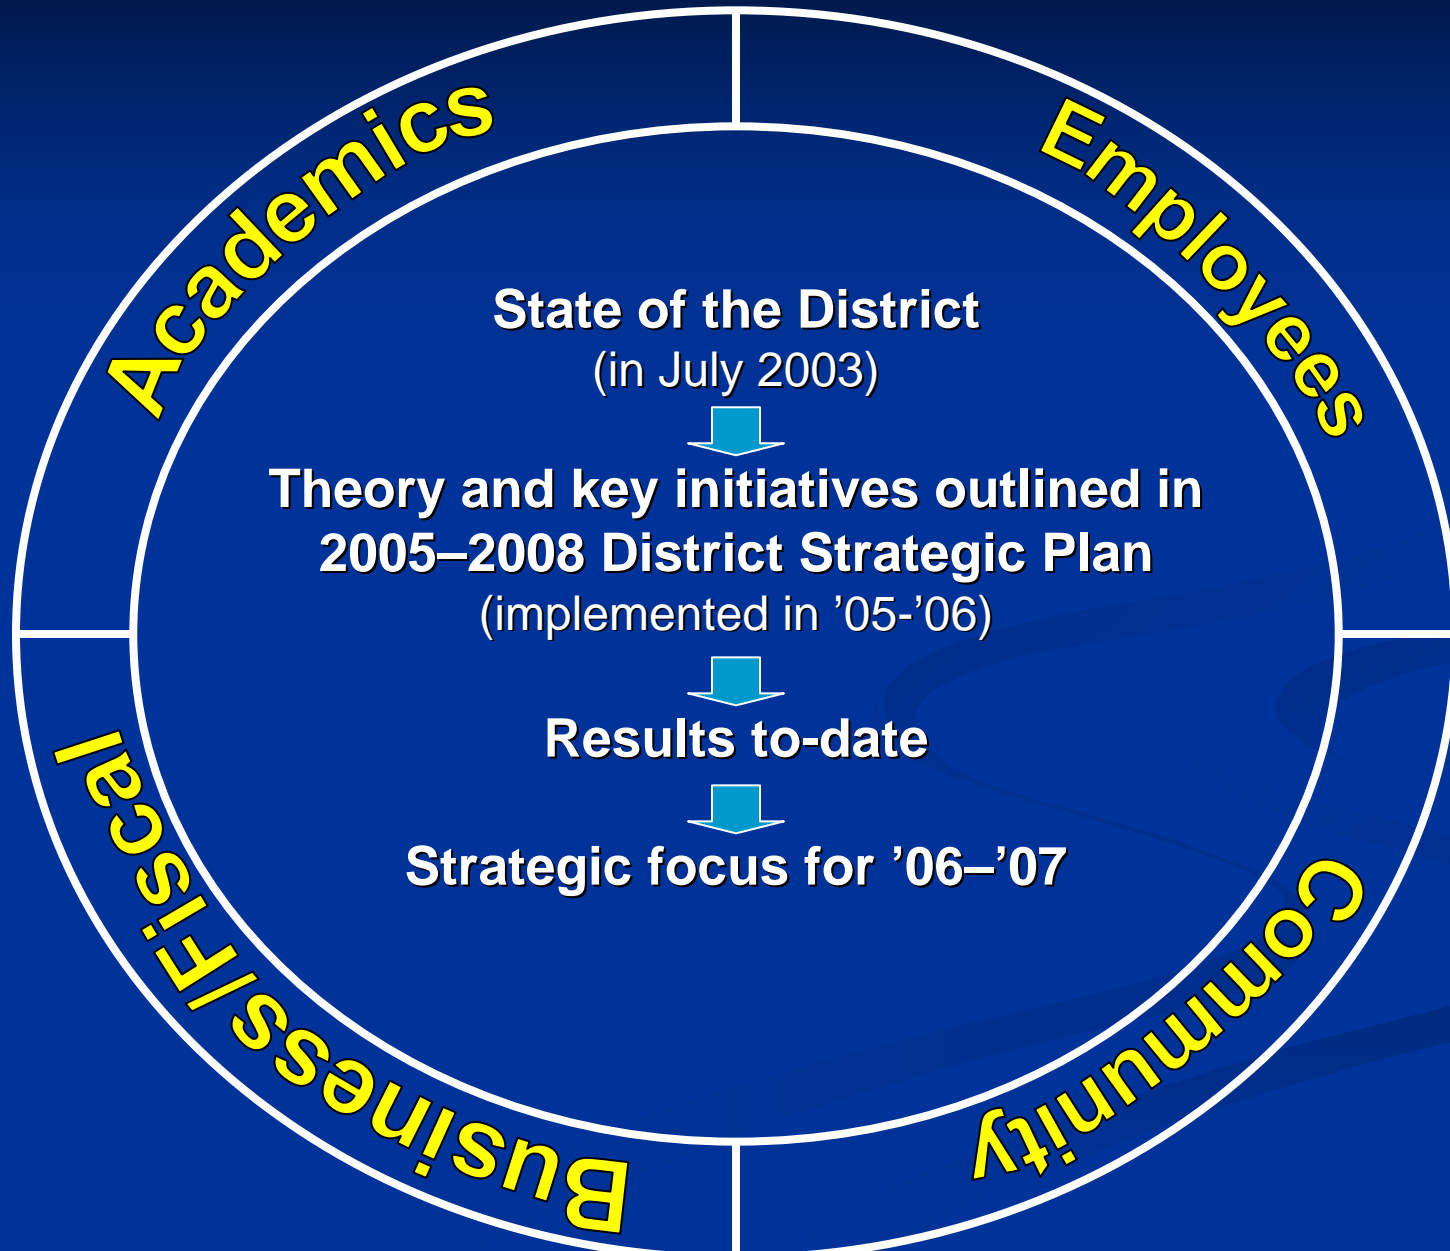 Academics
Employees
State of the District
(in July 2003)
Theory and key initiatives outlined in
2005–2008 District Strategic Plan
(implemented in ’05-’06)
Results to-date
Strategic focus for ’06–’07
Business/Fiscal
Community